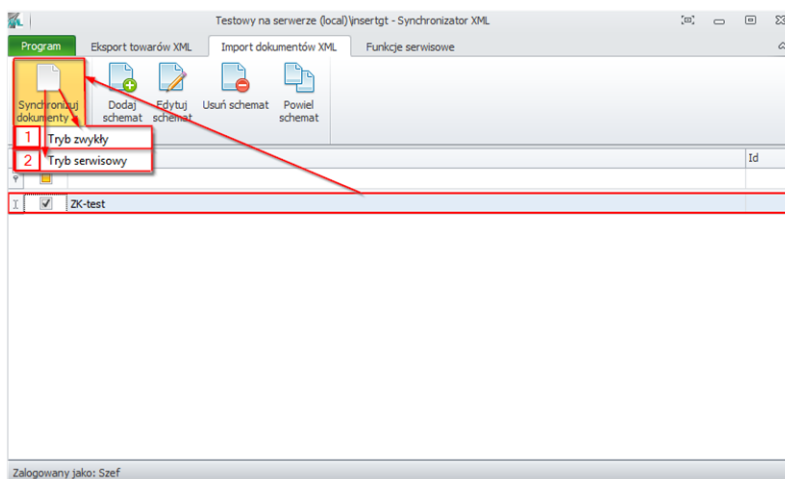 Testowy na serwerze (local)\insertgt - Synchronizator XML
Program Eksport towarów XML Import dokumentów XML Funkcje serwisowe
Synchronizuj Dodaj Edytuj Usuń schemat Powiel
dokumenty schemat schemat schemat
1 Tryb zwykły
2 Tryb serwisowy
Id
ZK-test
Zalogowany jako: Szef